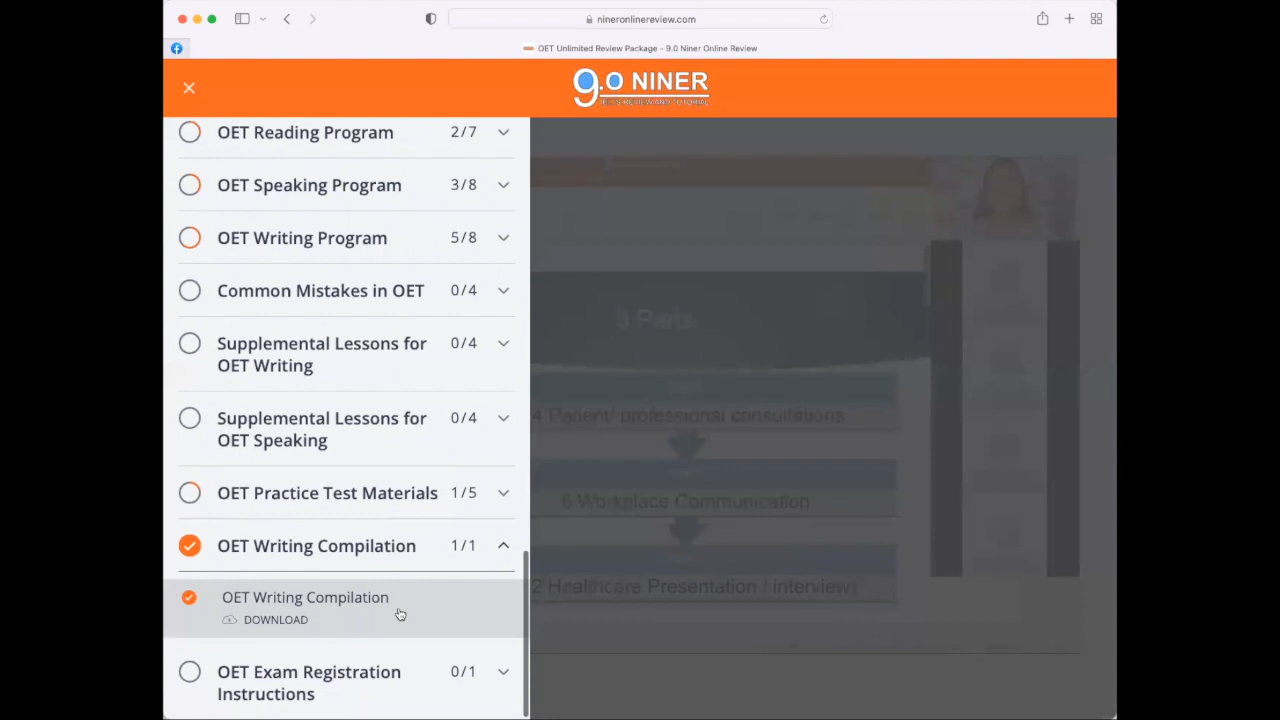 nineronlinereview.com
OET Unlimited Review Package - 9.0 Niner Online Review
9.0 NINER
IELTS REVIEW AND TUTORIAL
OET Reading Program 2/7
OET Speaking Program 3/8
OET Writing Program 5/8
Common Mistakes in OET 0/4
Supplemental Lessons for 0/4
OET Writing
Supplemental Lessons for 0/4
OET Speaking
OET Practice Test Materials 1/5
OET Writing Compilation 1/1
OET Writing Compilation
DOWNLOAD
OET Exam Registration 0/1
Instructions
3 Parts
4 Patient/ professional consultations
6 Workplace Communication
2 Healthcare Presentation / interviews